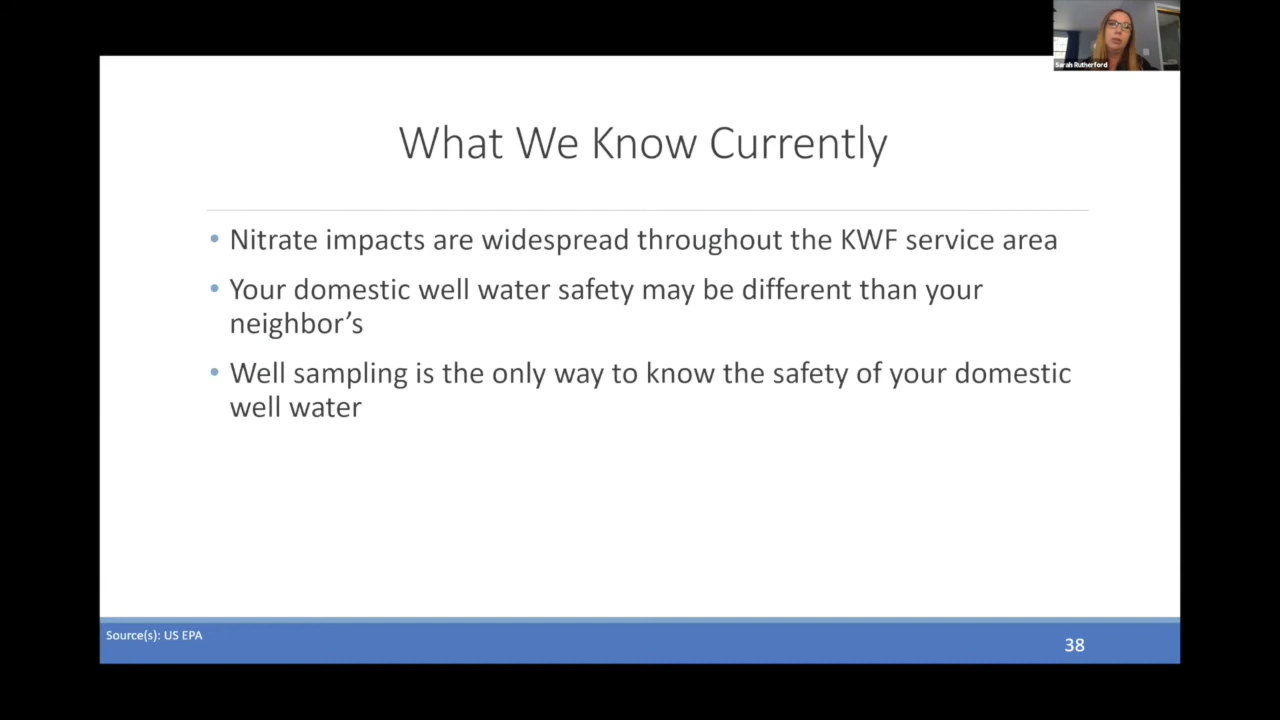 Sarah Rutherford
What We Know Currently
• Nitrate impacts are widespread throughout the KWF service area
• Your domestic well water safety may be different than your
neighbor’s
• Well sampling is the only way to know the safety of your domestic
well water
Source(s): US EPA
38